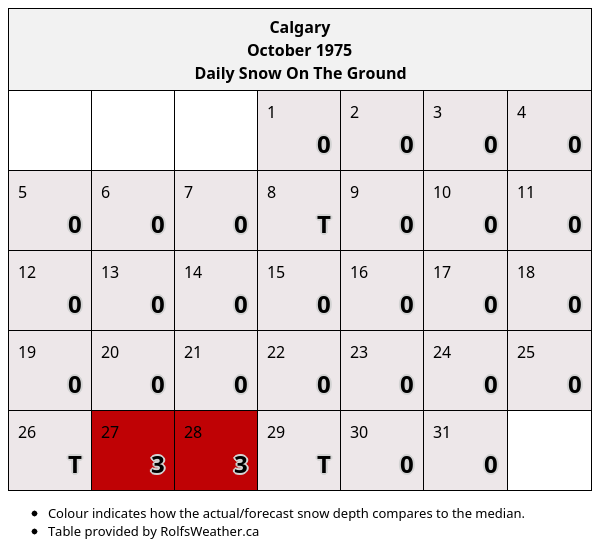 Calgary
October 1975
Daily Snow On The Ground
1 2 3 4
0 0 0 0
5 6 7 8 9 10 11
0 0 0 T 0 0 0
12 13 14 15 16 17 18
0 0 0 0 0 0 0
19 20 21 22 23 24 25
0 0 0 0 0 0 0
26 27 28 29 30 31
T 3 3 T 0 0
• Colour indicates how the actual/forecast snow depth compares to the median.
• Table provided by RolfsWeather.ca